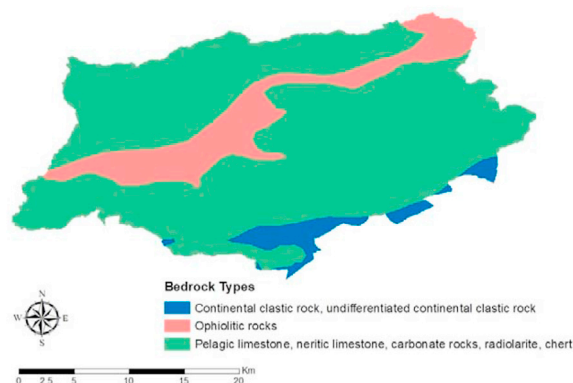 Bedrock Types
Continental clastic rock, undifferentiated continental clastic rock
Ophiolitic rocks
Pelagic limestone, neritic limestone, carbonate rocks, radiolarite, chert
N
W E
S
Km
0 2.5 5 10 15 20